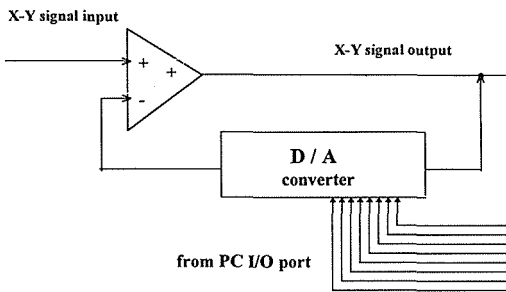 X-Y signal input
X-Y signal output
+
+
-
D / A
converter
from PC I/O port